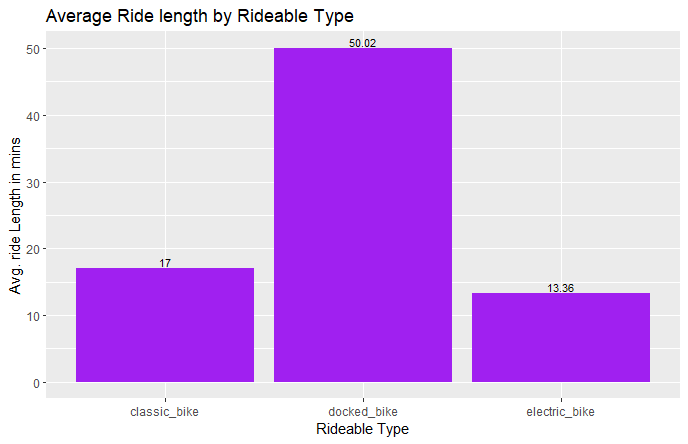 Average Ride length by Rideable Type
Avg. ride Length in mins
50
40
30
20
10
0
17
50.02
13.36
classic_bike
docked_bike
electric_bike
Rideable Type